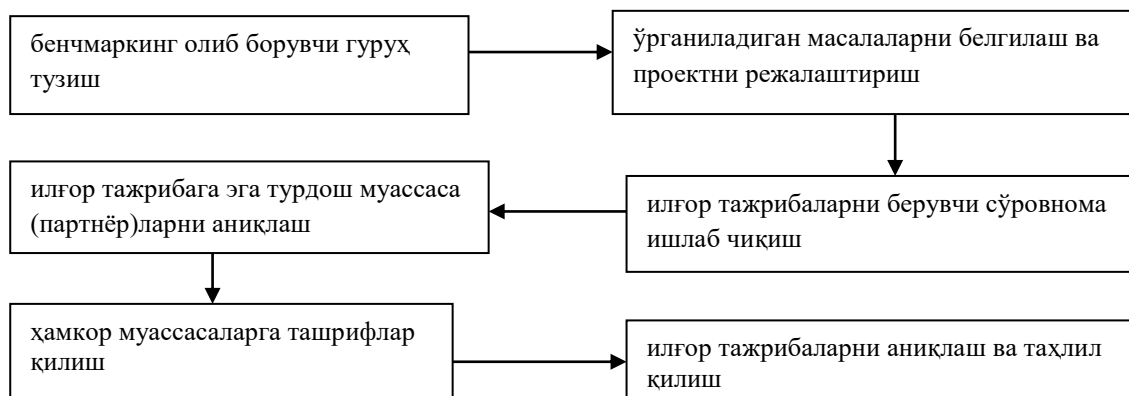 бенчмаркинг олиб борувчи гуруҳ
тузиш
ўрганиладиган масалаларни белгилаш ва
проектни режалаштириш
илғор тажрибаларни берувчи сўровнома
ишлаб чиқиш
илғор тажрибага эга турдош муассаса
(партнёр)ларни аниқлаш
ҳамкор муассасаларга ташрифлар
қилиш
илғор тажрибаларни аниқлаш ва таҳлил
қилиш